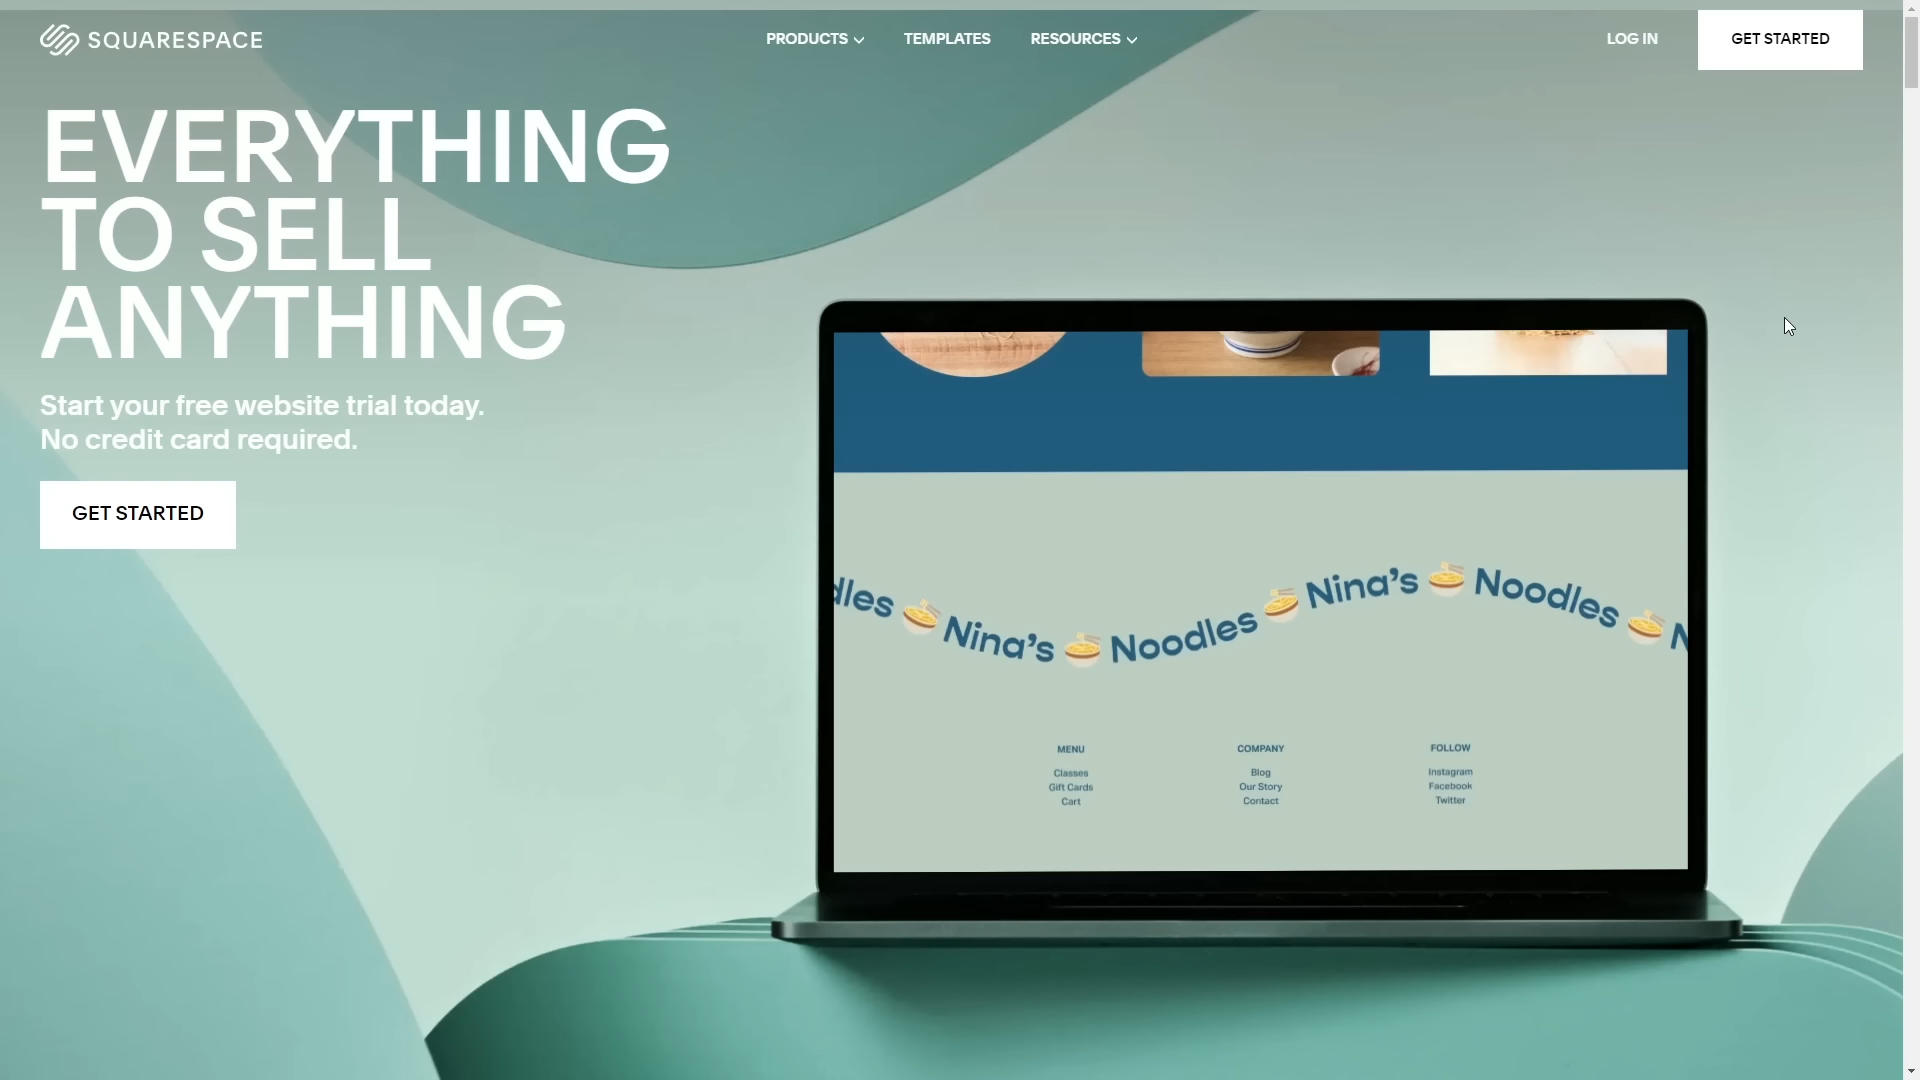 SQUARESPACE
PRODUCTS
TEMPLATES
RESOURCES
LOG IN
GET STARTED
EVERYTHING
TO SELL
ANYTHING
Start your free website trial today.
No credit card required.
GET STARTED
dles Nina's Noodles Nina's Noodles N
MENU
Classes
Gift Cards
Cart
COMPANY
Blog
Our Story
Contact
FOLLOW
Instagram
Facebook
Twitter